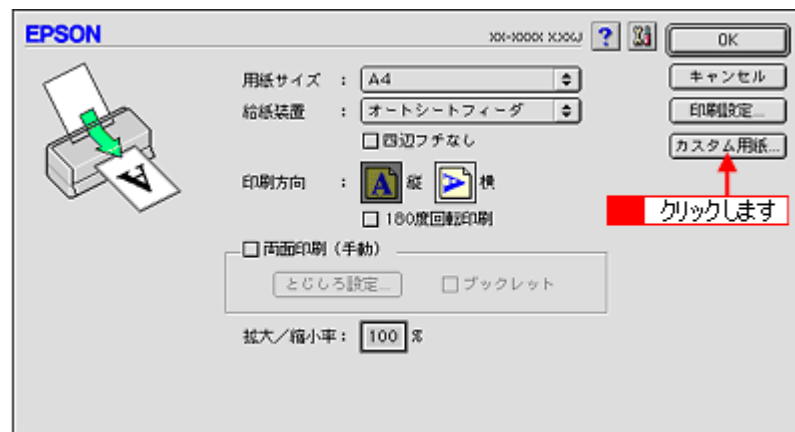 EPSON
XX-XXXX X.XXω
?
OK
用紙サイズ : A4
キャンセル
給紙装置 : オートシートフィーダ
印刷設定...
四辺フチなし
カスタム用紙...
印刷方向 : A 縦 A 横
クリックします
180度回転印刷
両面印刷(手動)
とじしろ設定... ブックレット
拡大/縮小率: 100 %
A